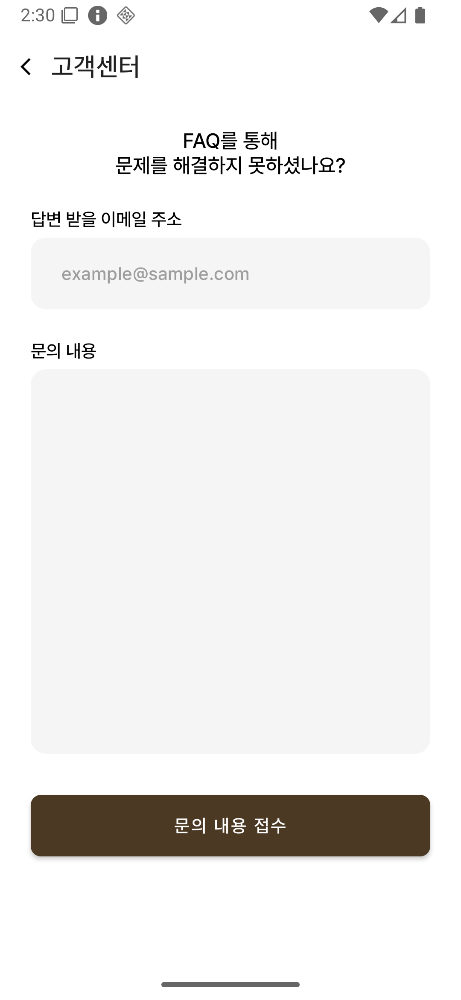 2:30
고객센터
FAQ를 통해
문제를 해결하지 못하셨나요?
답변 받을 이메일 주소
example@sample.com
문의 내용
문의 내용 접수